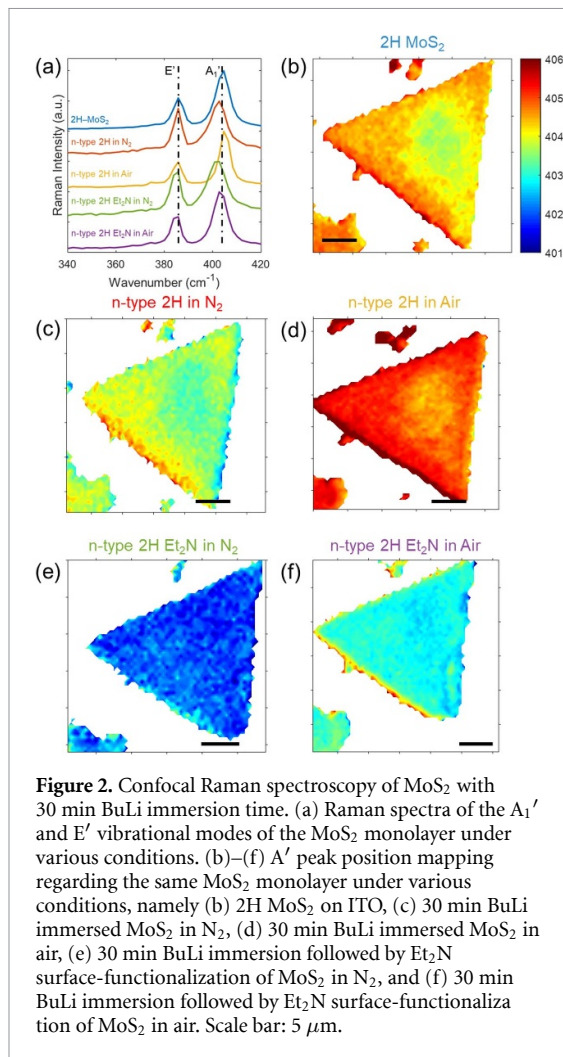 2H MoS₂
(a)
E'
A₁'
(b)
406
405
404
403
402
401
2H–MoS₂
n-type 2H in N₂
n-type 2H in Air
n-type 2H Et₂N in N₂
n-type 2H Et₂N in Air
Raman Intensity (a.u.)
340 360 380 400 420
Wavenumber (cm⁻¹)
n-type 2H in N₂
n-type 2H in Air
(c)
(d)
n-type 2H Et₂N in N₂
n-type 2H Et₂N in Air
(e)
(f)
Figure 2. Confocal Raman spectroscopy of MoS₂ with
30 min BuLi immersion time. (a) Raman spectra of the A₁′
and E′ vibrational modes of the MoS₂ monolayer under
various conditions. (b)–(f) A′ peak position mapping
regarding the same MoS₂ monolayer under various
conditions, namely (b) 2H MoS₂ on ITO, (c) 30 min BuLi
immersed MoS₂ in N₂, (d) 30 min BuLi immersed MoS₂ in
air, (e) 30 min BuLi immersion followed by Et₂N
surface-functionalization of MoS₂ in N₂, and (f) 30 min
BuLi immersion followed by Et₂N surface-functionaliza
tion of MoS₂ in air. Scale bar: 5 μm.